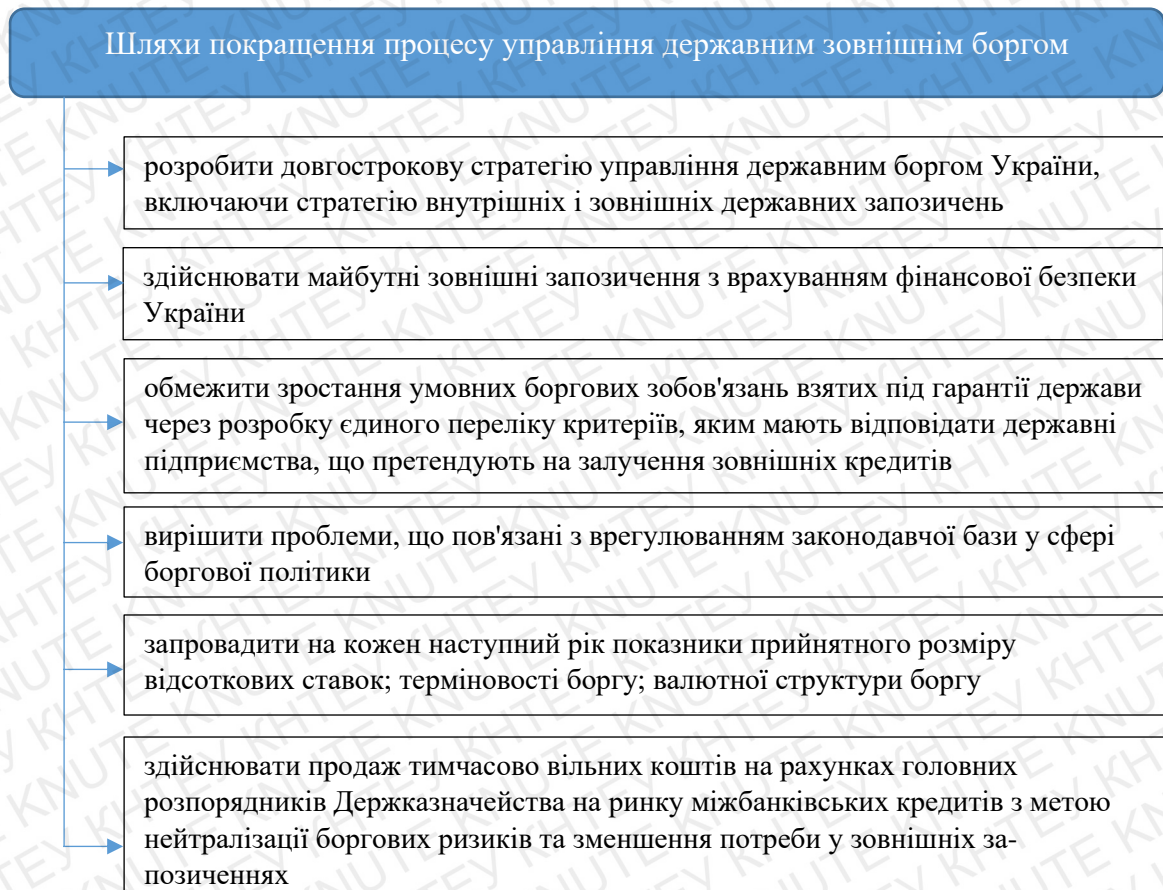 Шляхи покращення процесу управління державним зовнішнім боргом
розробити довгострокову стратегію управління державним боргом України,
включаючи стратегію внутрішніх і зовнішніх державних запозичень
здійснювати майбутні зовнішні запозичення з врахуванням фінансової безпеки
України
обмежити зростання умовних боргових зобов'язань взятих під гарантії держави
через розробку єдиного переліку критеріїв, яким мають відповідати державні
підприємства, що претендують на залучення зовнішніх кредитів
вирішити проблеми, що пов'язані з врегулюванням законодавчої бази у сфері
боргової політики
запровадити на кожен наступний рік показники прийнятного розміру
відсоткових ставок; терміновості боргу; валютної структури боргу
здійснювати продаж тимчасово вільних коштів на рахунках головних
розпорядників Держказначейства на ринку міжбанківських кредитів з метою
нейтралізації боргових ризиків та зменшення потреби у зовнішніх за-
позиченнях